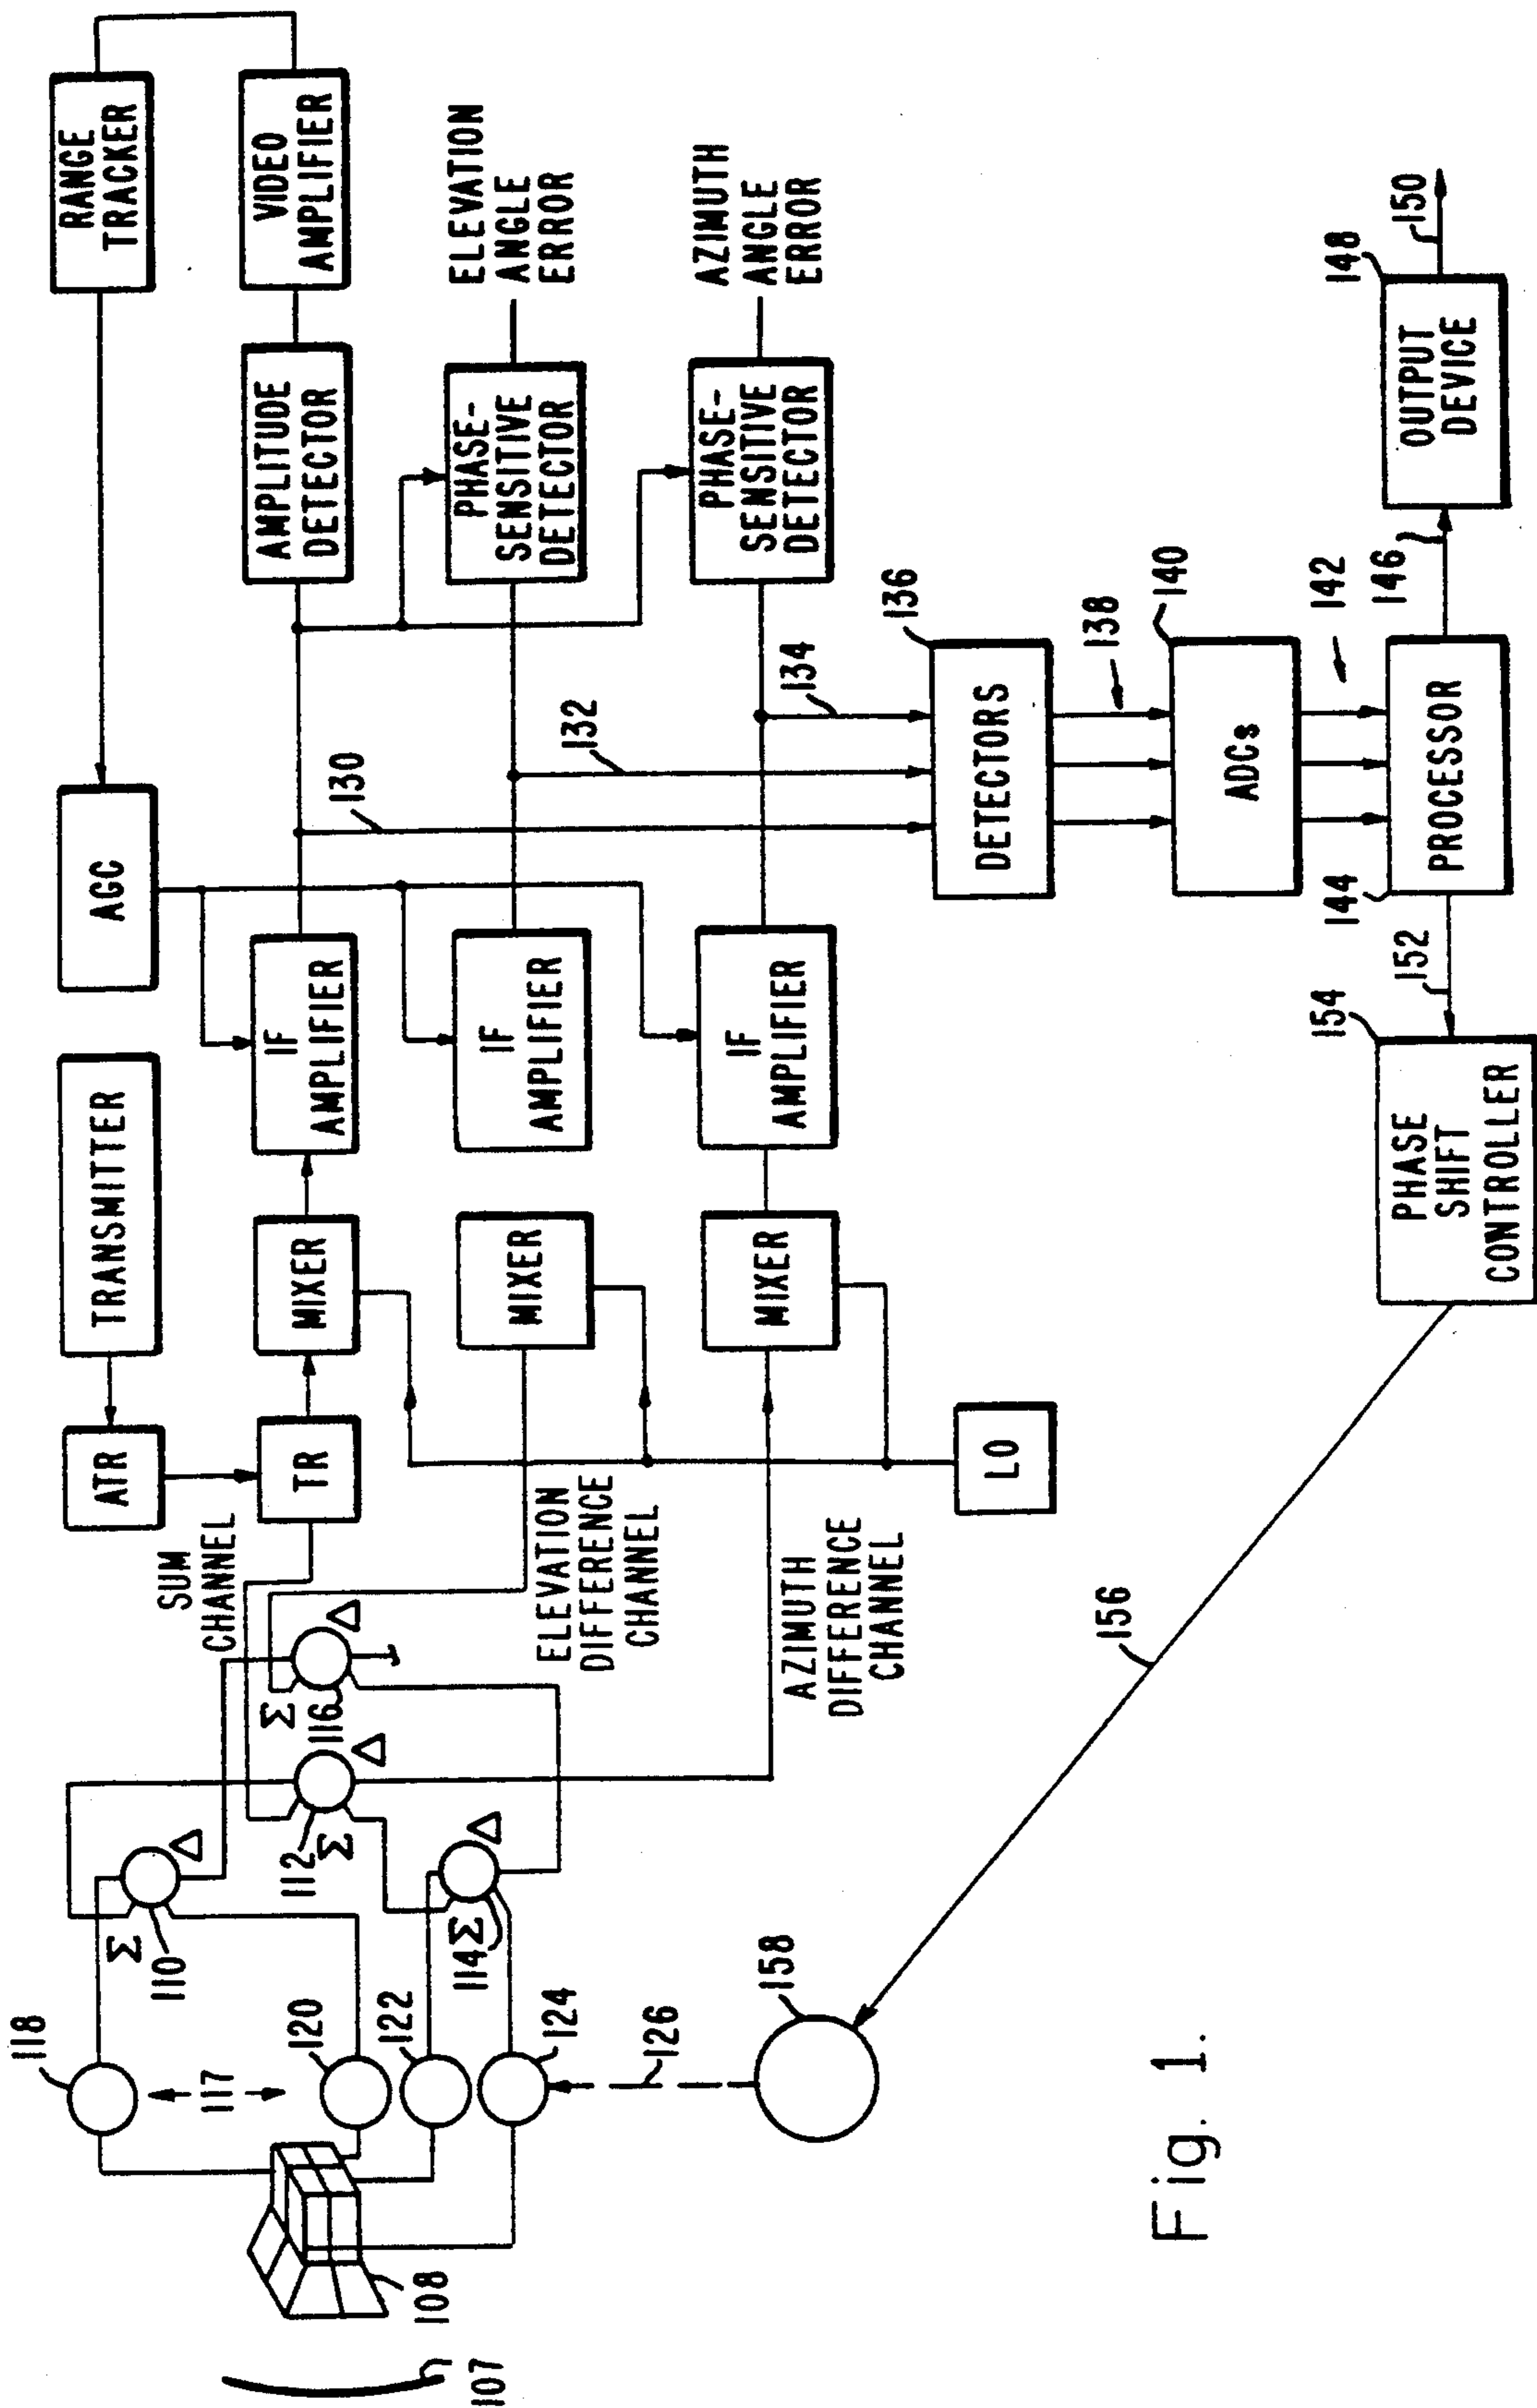 RANGE
TRACKER
VIDEO
AMPLIFIER
AMPLITUDE
DETECTOR
ELEVATION
ANGLE
ERROR
PHASE-
SENSITIVE
DETECTOR
AZIMUTH
ANGLE
ERROR
PHASE-
SENSITIVE
DETECTOR
AGC
TRANSMITTER
ATR
TR
MIXER
IF
AMPLIFIER
MIXER
IF
AMPLIFIER
MIXER
IF
AMPLIFIER
LO
SUM
CHANNEL
ELEVATION
DIFFERENCE
CHANNEL
AZIMUTH
DIFFERENCE
CHANNEL
130
132
134
136
DETECTORS
138
140
ADCs
142
144
PROCESSOR
146
148
OUTPUT
DEVICE
150
152
154
PHASE
SHIFT
CONTROLLER
156
158
126
107
108
117
118
120
122
124
Σ
110
Δ
112
Σ
Δ
114
Σ
Δ
Σ
116
Δ
Fig. 1.